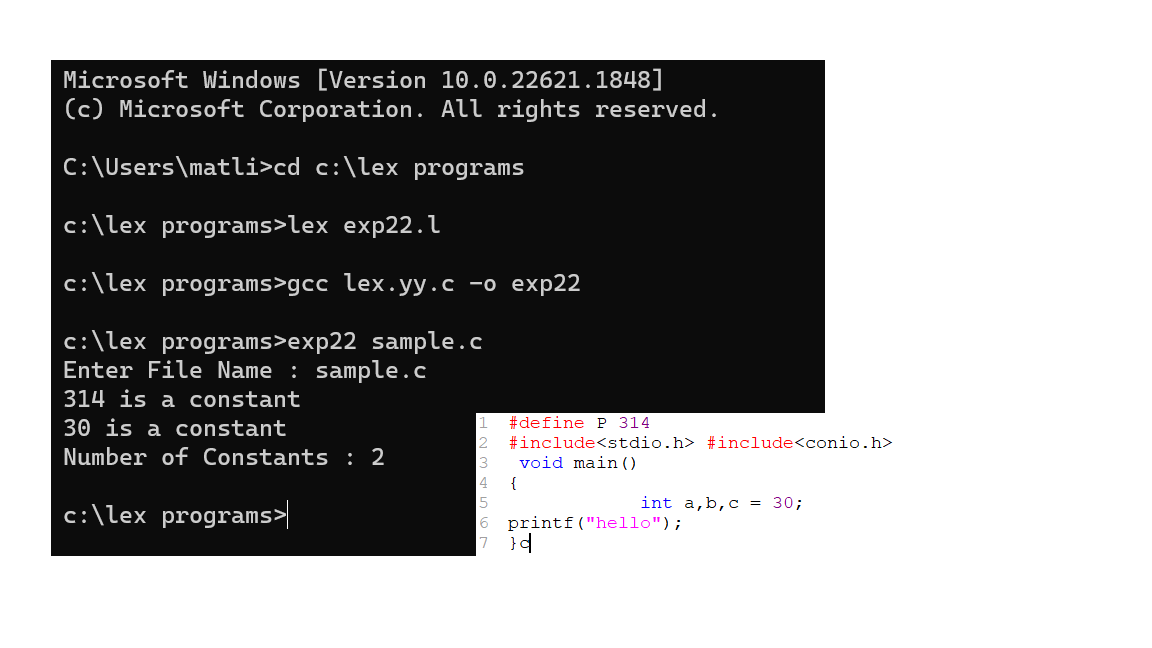 Microsoft Windows [Version 10.0.22621.1848]
(c) Microsoft Corporation. All rights reserved.
C:\Users\matli>cd c:\lex programs
c:\lex programs>lex exp22.l
c:\lex programs>gcc lex.yy.c -o exp22
c:\lex programs>exp22 sample.c
Enter File Name : sample.c
314 is a constant
30 is a constant
Number of Constants : 2
c:\lex programs>
1 #define P 314
2 #include<stdio.h> #include<conio.h>
3 void main()
4 {
5 int a,b,c = 30;
6 printf("hello");
7 }c